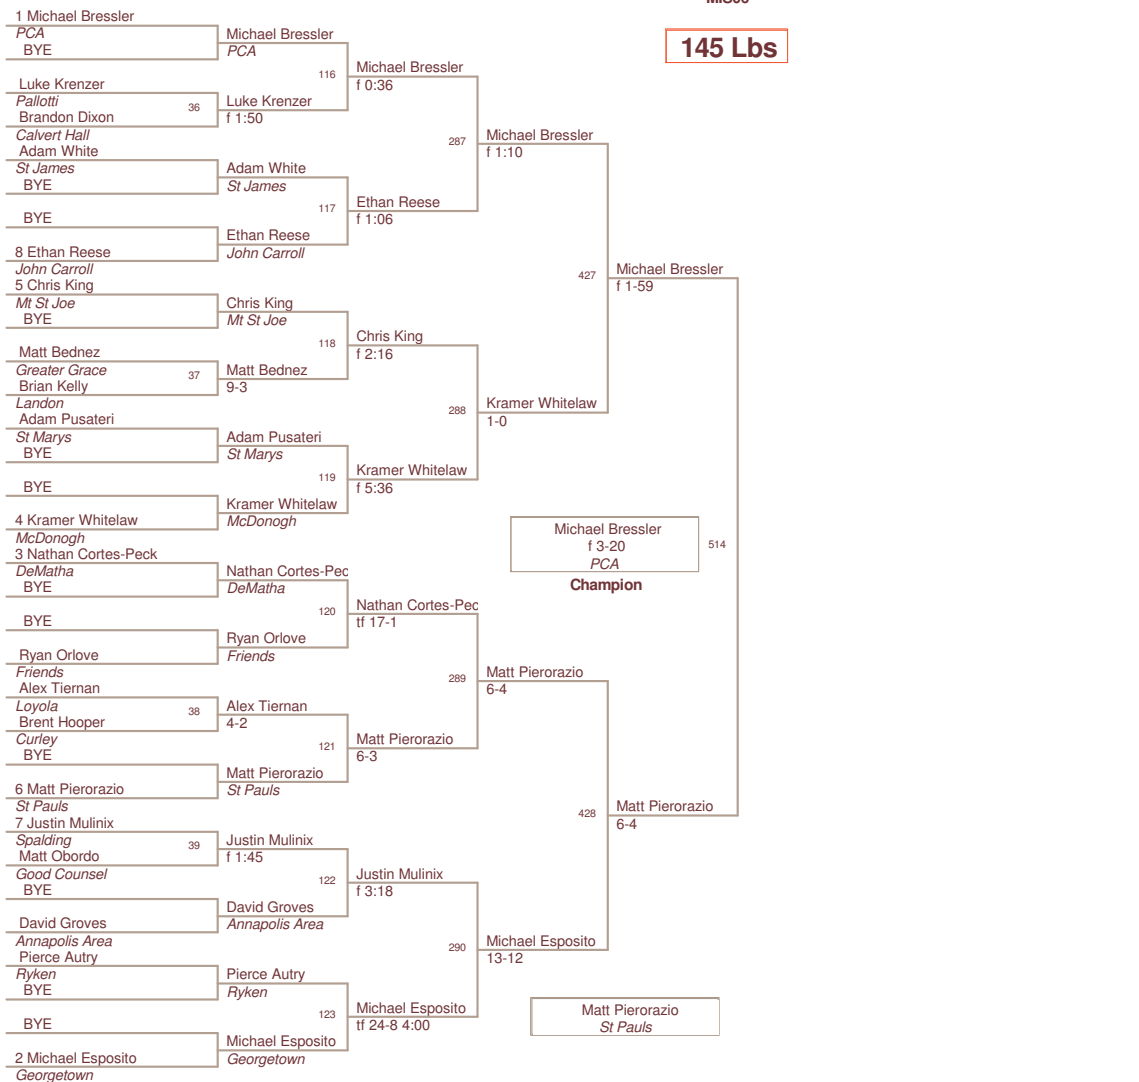 MIS06
145 Lbs
1 Michael Bressler
PCA
BYE
Luke Krenzer
Pallotti
Brandon Dixon
Calvert Hall
Adam White
St James
BYE
BYE
8 Ethan Reese
John Carroll
5 Chris King
Mt St Joe
BYE
Matt Bednez
Greater Grace
Brian Kelly
Landon
Adam Pusateri
St Marys
BYE
BYE
4 Kramer Whitelaw
McDonogh
3 Nathan Cortes-Peck
DeMatha
BYE
BYE
Ryan Orlove
Friends
Alex Tiernan
Loyola
Brent Hooper
Curley
BYE
6 Matt Pierorazio
St Pauls
7 Justin Mulinix
Spalding
Matt Obordo
Good Counsel
BYE
David Groves
Annapolis Area
Pierce Autry
Ryken
BYE
BYE
2 Michael Esposito
Georgetown
36
37
38
39
Michael Bressler
PCA
Luke Krenzer
f 1:50
Adam White
St James
Ethan Reese
John Carroll
Chris King
Mt St Joe
Matt Bednez
9-3
Adam Pusateri
St Marys
Kramer Whitelaw
McDonogh
Nathan Cortes-Pec
DeMatha
Ryan Orlove
Friends
Alex Tiernan
4-2
Matt Pierorazio
St Pauls
Justin Mulinix
f 1:45
David Groves
Annapolis Area
Pierce Autry
Ryken
Michael Esposito
Georgetown
116
117
118
119
120
121
122
123
Michael Bressler
f 0:36
Ethan Reese
f 1:06
Chris King
f 2:16
Kramer Whitelaw
f 5:36
Nathan Cortes-Pec
tf 17-1
Matt Pierorazio
6-3
Justin Mulinix
f 3:18
Michael Esposito
tf 24-8 4:00
287
288
289
290
Michael Bressler
f 1:10
Kramer Whitelaw
1-0
Matt Pierorazio
6-4
Michael Esposito
13-12
427
428
Michael Bressler
f 1-59
Matt Pierorazio
6-4
514
Michael Bressler
f 3-20
PCA
Champion
Matt Pierorazio
St Pauls